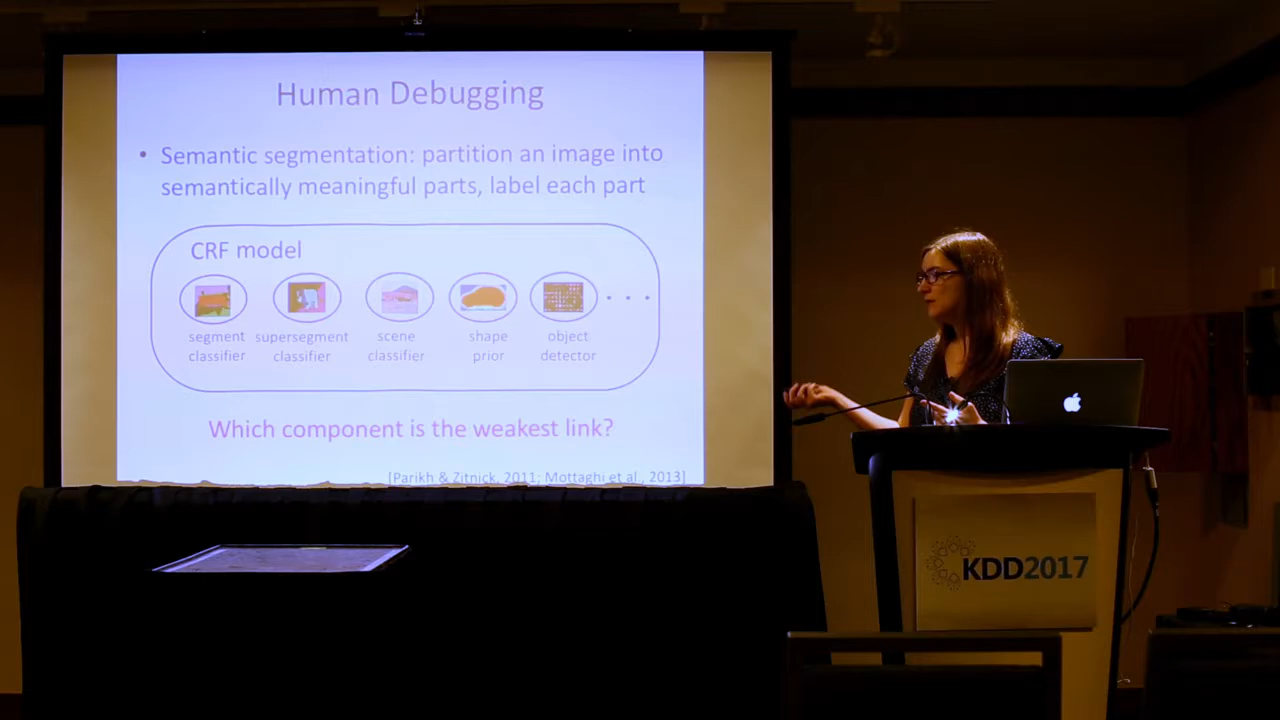 Human Debugging
• Semantic segmentation: partition an image into
semantically meaningful parts, label each part
CRF model
segment
classifier
supersegment
classifier
scene
classifier
shape
prior
object
detector
. . .
Which component is the weakest link?
[Parikh & Zitnick, 2011; Mottaghi et al., 2013]
KDD2017